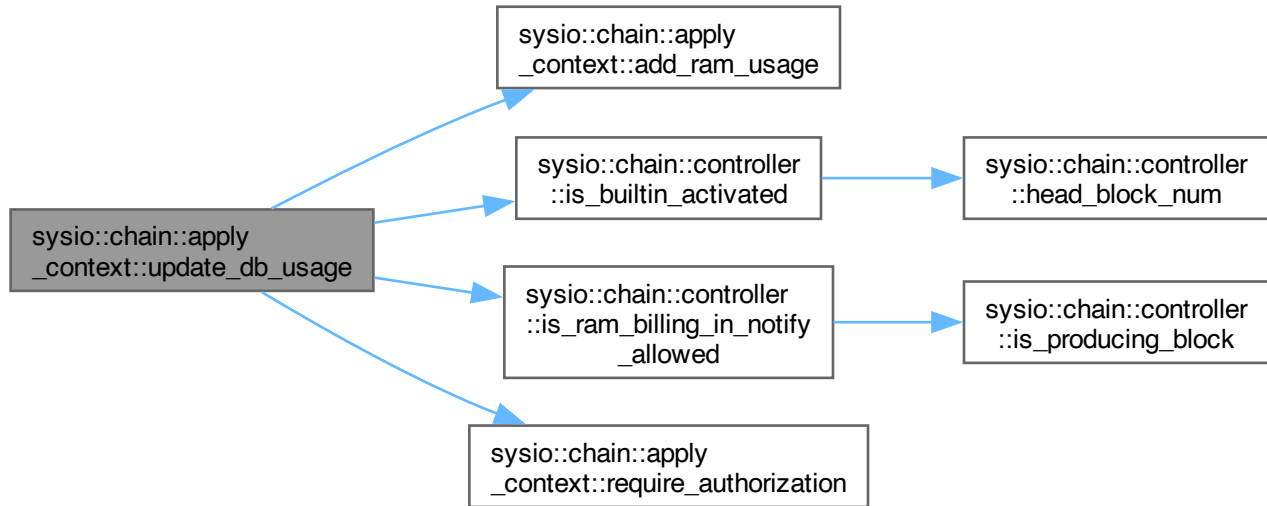 sysio::chain::apply
_context::update_db_usage
sysio::chain::apply
_context::add_ram_usage
sysio::chain::controller
::is_builtin_activated
sysio::chain::controller
::head_block_num
sysio::chain::controller
::is_ram_billing_in_notify
_allowed
sysio::chain::controller
::is_producing_block
sysio::chain::apply
_context::require_authorization